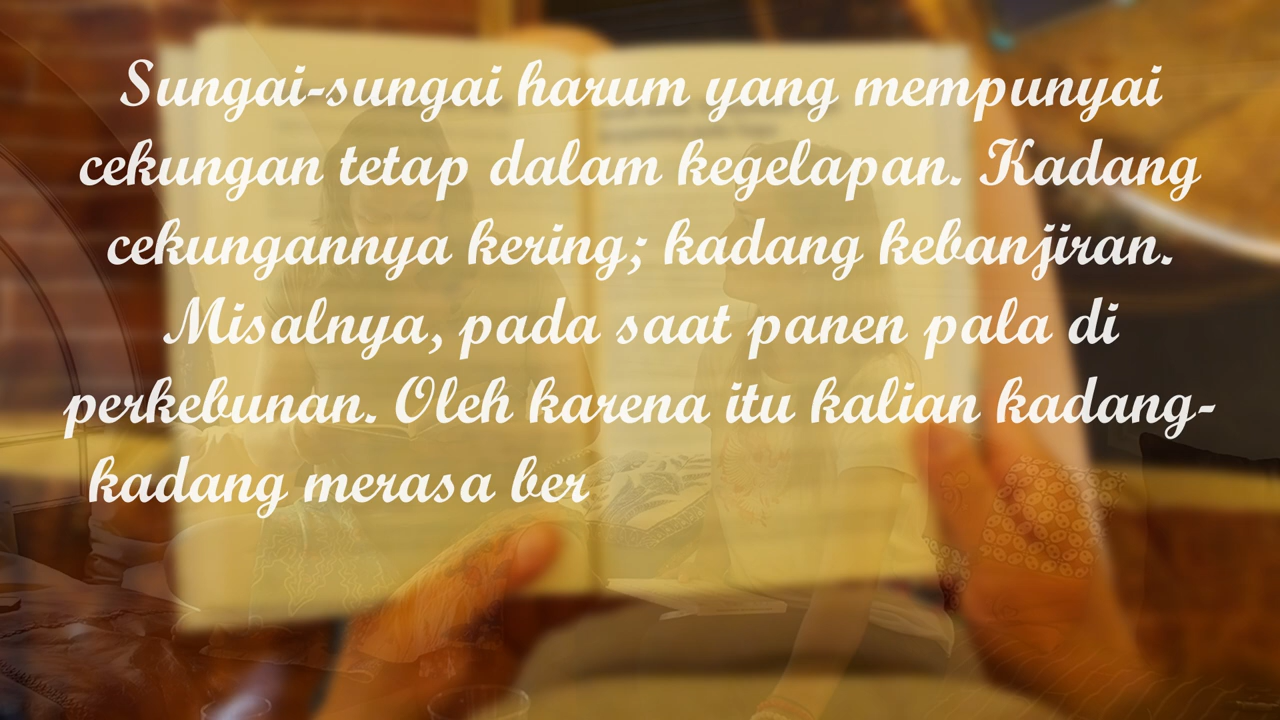 Sungai-sungai harum yang mempunyai
cekungan tetap dalam kegelapan. Kadang
cekungannya kering; kadang kebanjiran.
Misalnya, pada saat panen pala di
perkebunan. Oleh karena itu kalian kadang-
kadang merasa ber